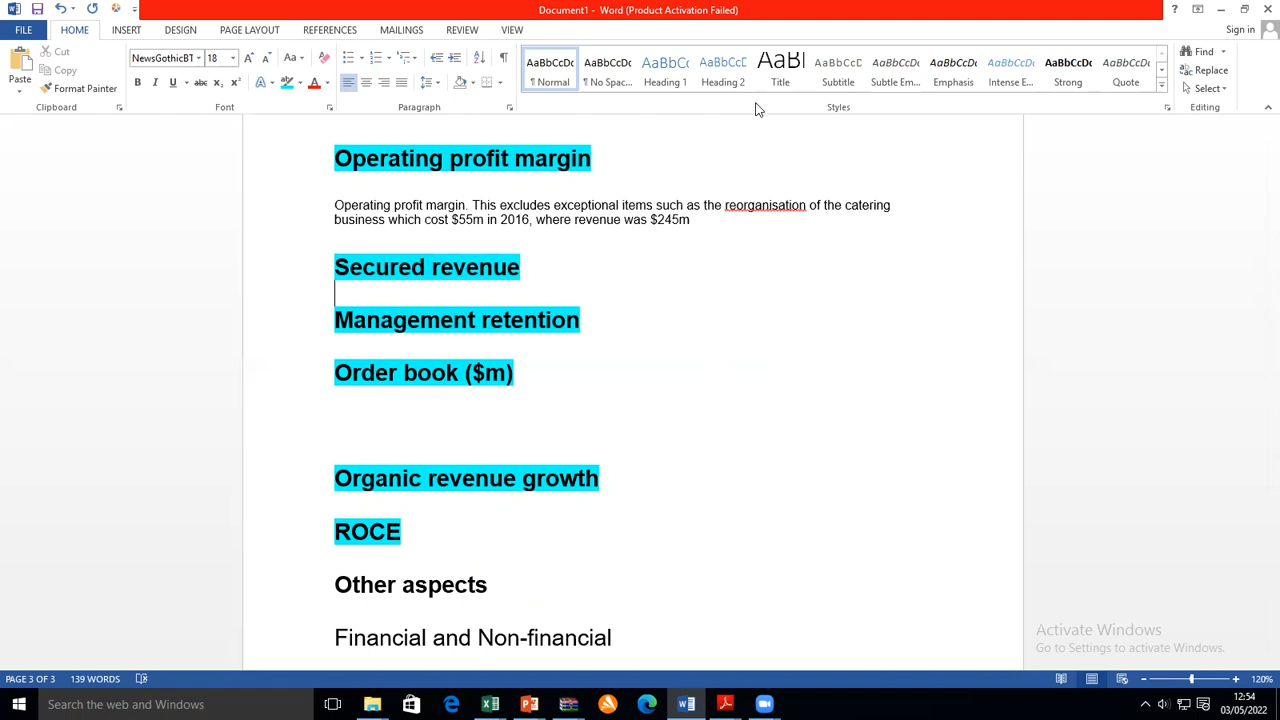 Document1 - Word (Product Activation Failed)
FILE HOME INSERT DESIGN PAGE LAYOUT REFERENCES MAILINGS REVIEW VIEW Sign in
Paste Cut Copy Format Painter Clipboard
NewsGothicBT 18 Font
Paragraph
AaBbCcDc AaBbCcDc AaBbCc AaBbCcD AaBl AaBbCcD AaBbCcDt AaBbCcDt AaBbCcDt AaBbCcDc AaBbCcDt
¶ Normal ¶ No Spac... Heading 1 Heading 2 Title Subtitle Subtle Em... Emphasis Intense E... Strong Quote
Styles
Find Replace Select Editing
Operating profit margin
Operating profit margin. This excludes exceptional items such as the reorganisation of the catering
business which cost $55m in 2016, where revenue was $245m
Secured revenue
Management retention
Order book ($m)
Organic revenue growth
ROCE
Other aspects
Financial and Non-financial
Activate Windows
Go to Settings to activate Windows.
PAGE 3 OF 3 139 WORDS 120%
Search the web and Windows
12:54
03/05/2022